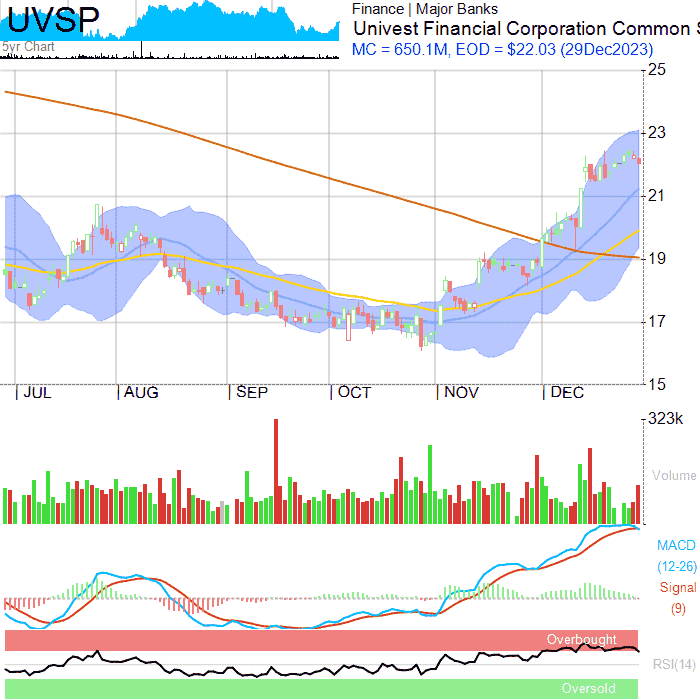 UVSP
5yr Chart
Finance | Major Banks
Univest Financial Corporation Common S
MC = 650.1M, EOD = $22.03 (29Dec2023)
25
23
21
19
17
15
JUL AUG SEP OCT NOV DEC
323k
Volume
MACD
(12-26)
Signal
(9)
Overbought
RSI(14)
Oversold